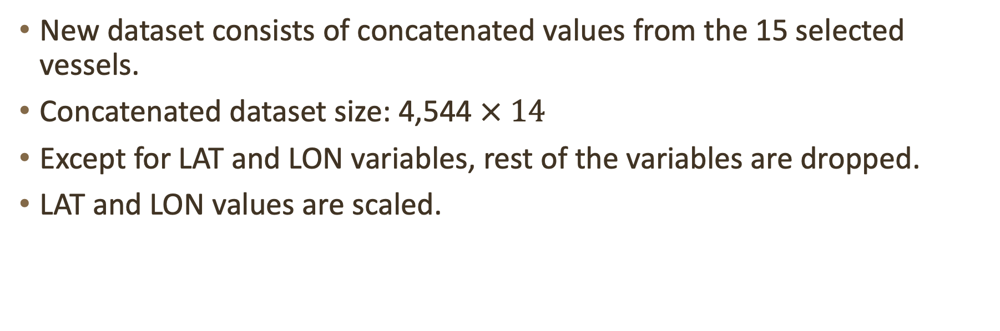 • New dataset consists of concatenated values from the 15 selected
vessels.
• Concatenated dataset size: 4,544 × 14
• Except for LAT and LON variables, rest of the variables are dropped.
• LAT and LON values are scaled.